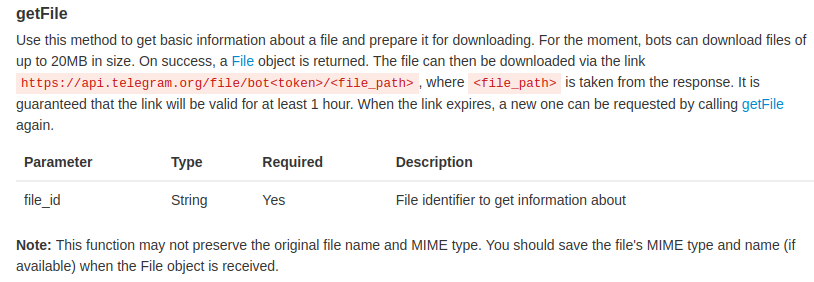 getFile
Use this method to get basic information about a file and prepare it for downloading. For the moment, bots can download files of
up to 20MB in size. On success, a File object is returned. The file can then be downloaded via the link
https://api.telegram.org/file/bot<token>/<file_path>, where <file_path> is taken from the response. It is
guaranteed that the link will be valid for at least 1 hour. When the link expires, a new one can be requested by calling getFile
again.
Parameter Type Required Description
file_id String Yes File identifier to get information about
Note: This function may not preserve the original file name and MIME type. You should save the file's MIME type and name (if
available) when the File object is received.